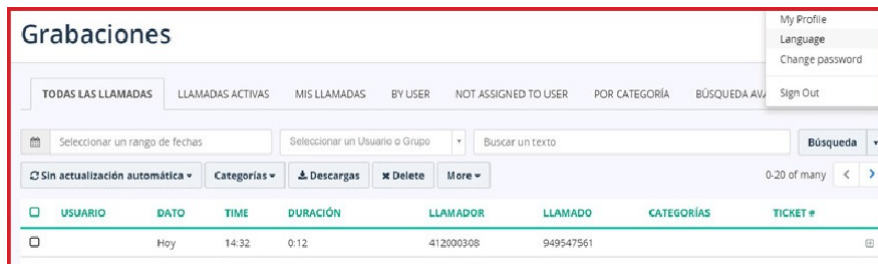 Grabaciones
My Profile
Language
Change password
Sign Out
TODAS LAS LLAMADAS LLAMADAS ACTIVAS MIS LLAMADAS BY USER NOT ASSIGNED TO USER POR CATEGORÍA BÚSQUEDA AVA
Seleccionar un rango de fechas Seleccionar un Usuario o Grupo Buscar un texto Búsqueda
Sin actualización automática Categorías Descargas Delete More 0-20 of many
USUARIO DATO TIME DURACIÓN LLAMADOR LLAMADO CATEGORÍAS TICKET #
Hoy 14:32 0:12 412000308 949547561